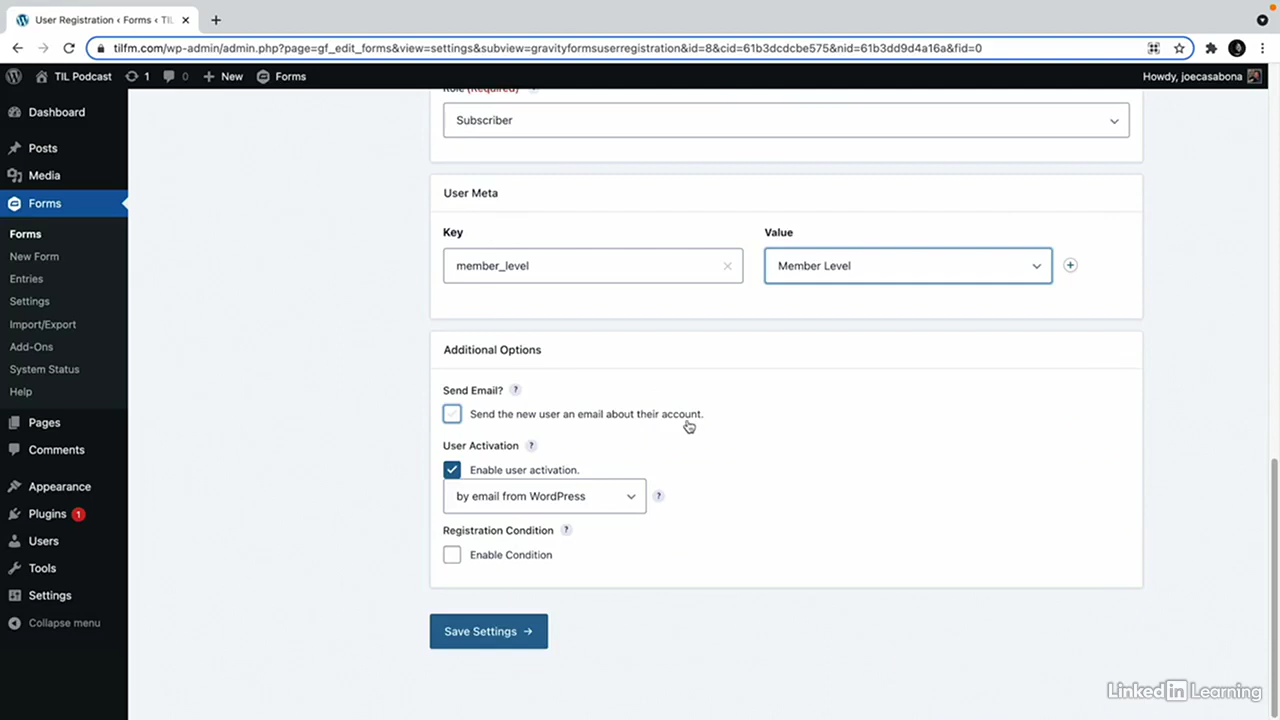 User Registration ‹ Forms ‹ TIL
tilfm.com/wp-admin/admin.php?page=gf_edit_forms&view=settings&subview=gravityformsuserregistration&id=8&cid=61b3dcdcbe575&nid=61b3dd9d4a16a&fid=0
TIL Podcast 1 0 New Forms
Howdy, joecasabona
Dashboard
Posts
Media
Forms
Forms
New Form
Entries
Settings
Import/Export
Add-Ons
System Status
Help
Pages
Comments
Appearance
Plugins 1
Users
Tools
Settings
Collapse menu
Role (Required)
Subscriber
User Meta
Key Value
member_level Member Level
Additional Options
Send Email? ?
Send the new user an email about their account.
User Activation ?
Enable user activation.
by email from WordPress ?
Registration Condition ?
Enable Condition
Save Settings →
LinkedIn Learning